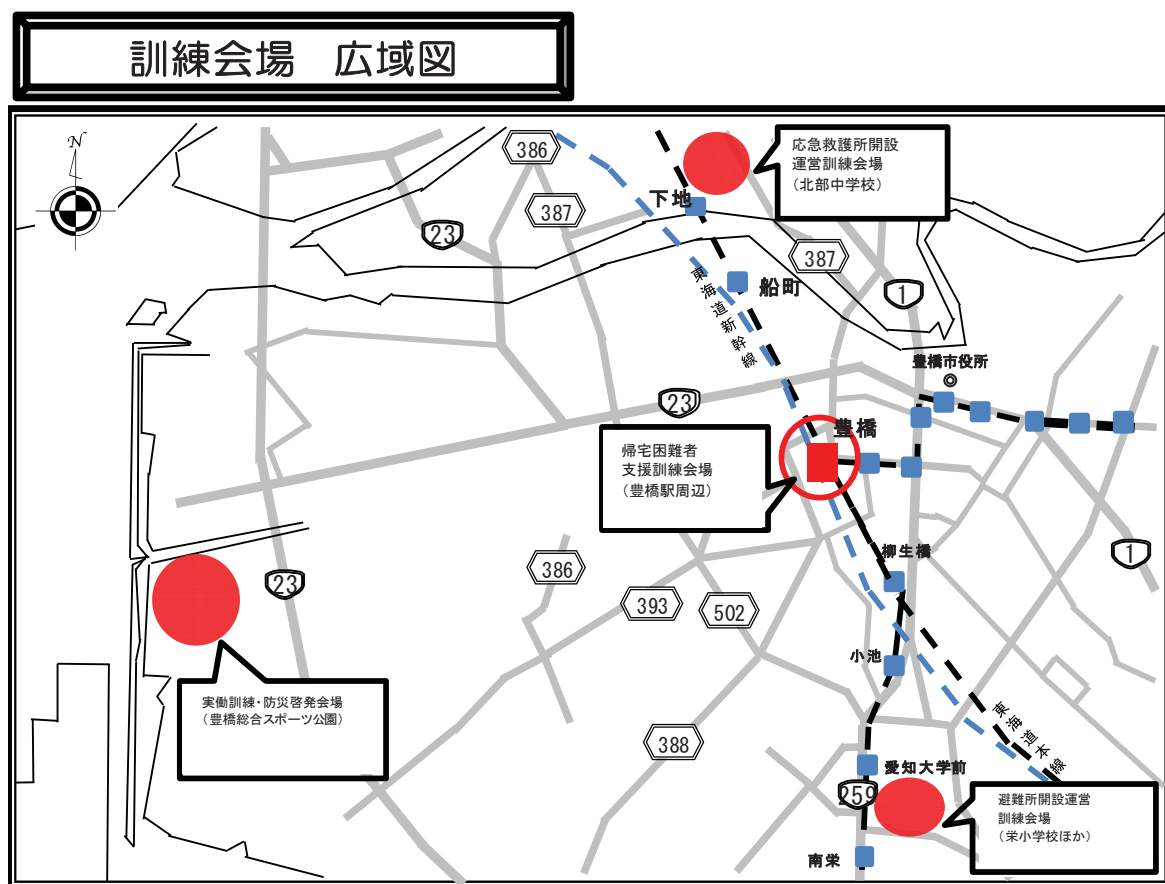 訓練会場　広域図
N
386
応急救護所開設
運営訓練会場
（北部中学校）
下地
387
23
387
船町
1
東海道新幹線
豊橋市役所
23
豊橋
帰宅困難者
支援訓練会場
（豊橋駅周辺）
柳生橋
1
386
23
393
502
小池
実働訓練・防災啓発会場
（豊橋総合スポーツ公園）
388
東海道本線
愛知大学前
259
避難所開設運営
訓練会場
（栄小学校ほか）
南栄